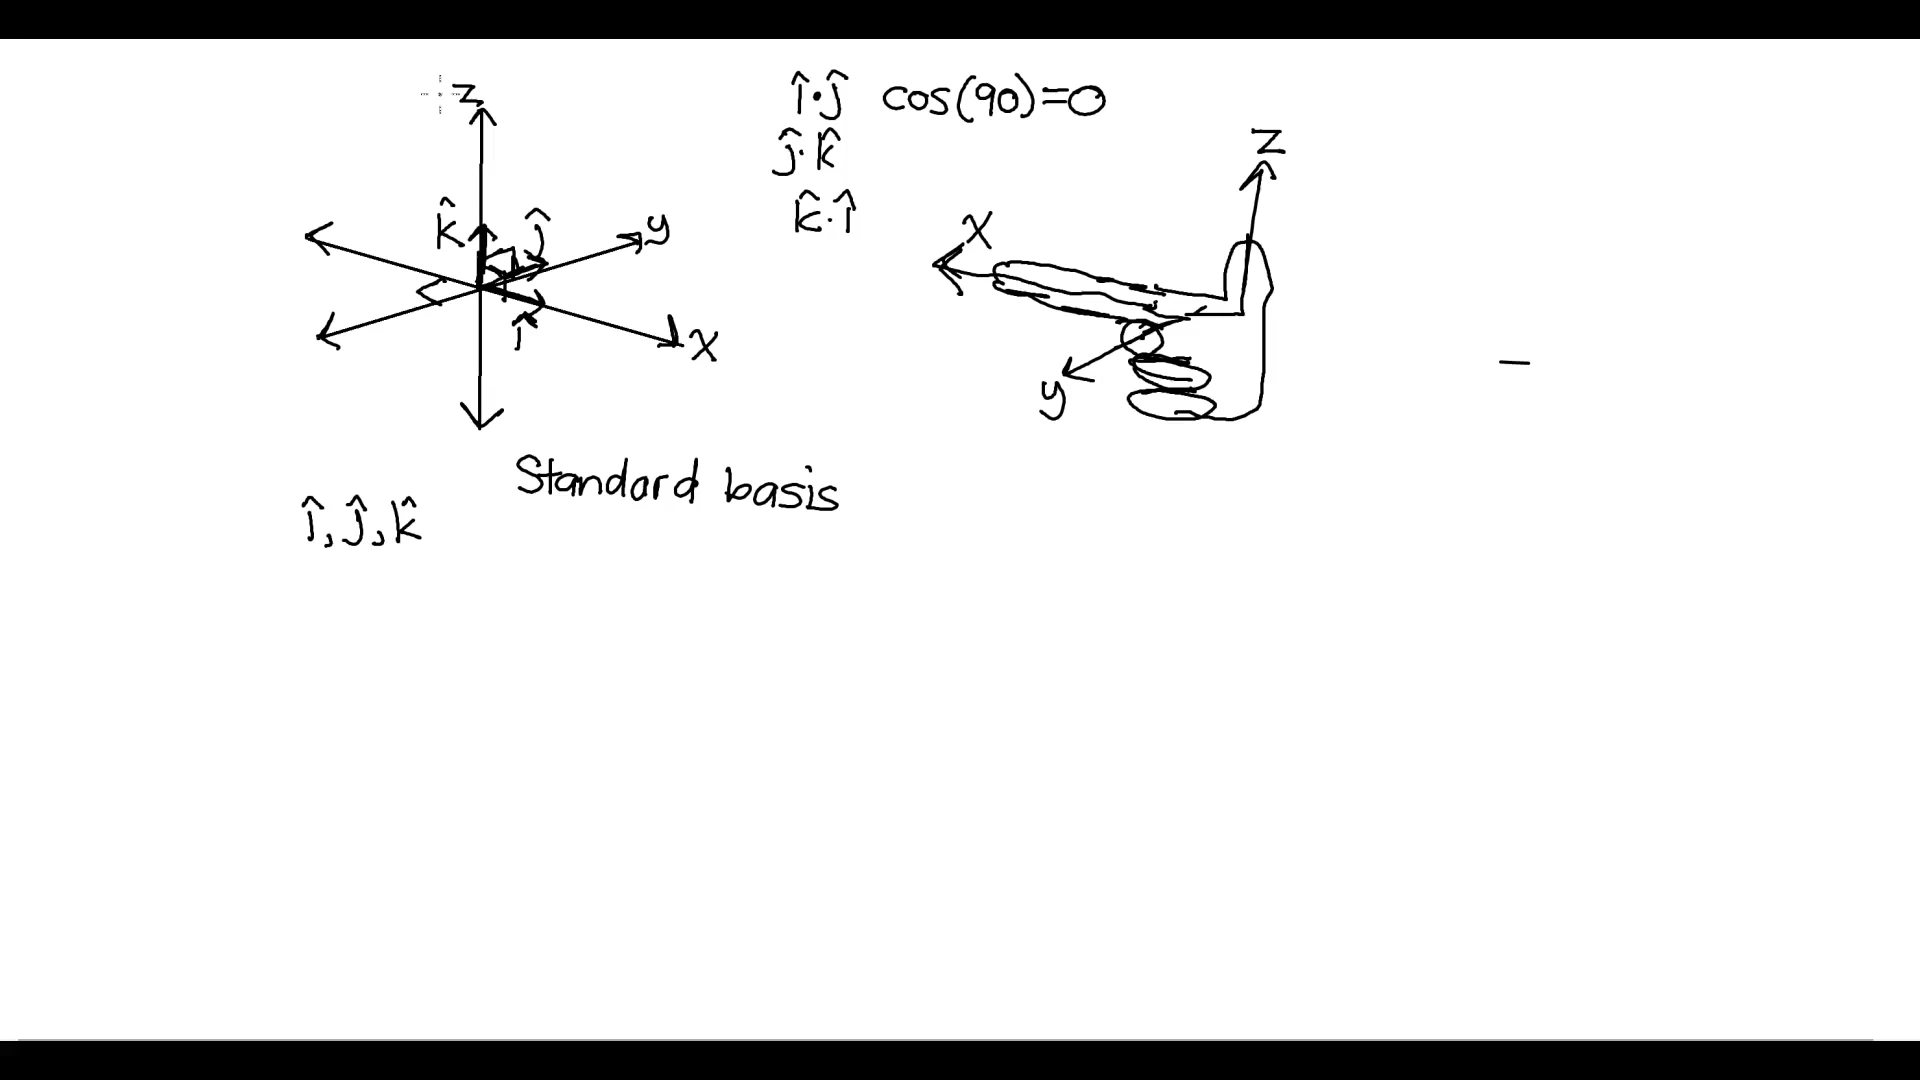 z
î·ĵ cos(90)=0
ĵ·k̂
k̂·î
z
k̂ ĵ y
x
î
x
y
Standard basis
î, ĵ, k̂